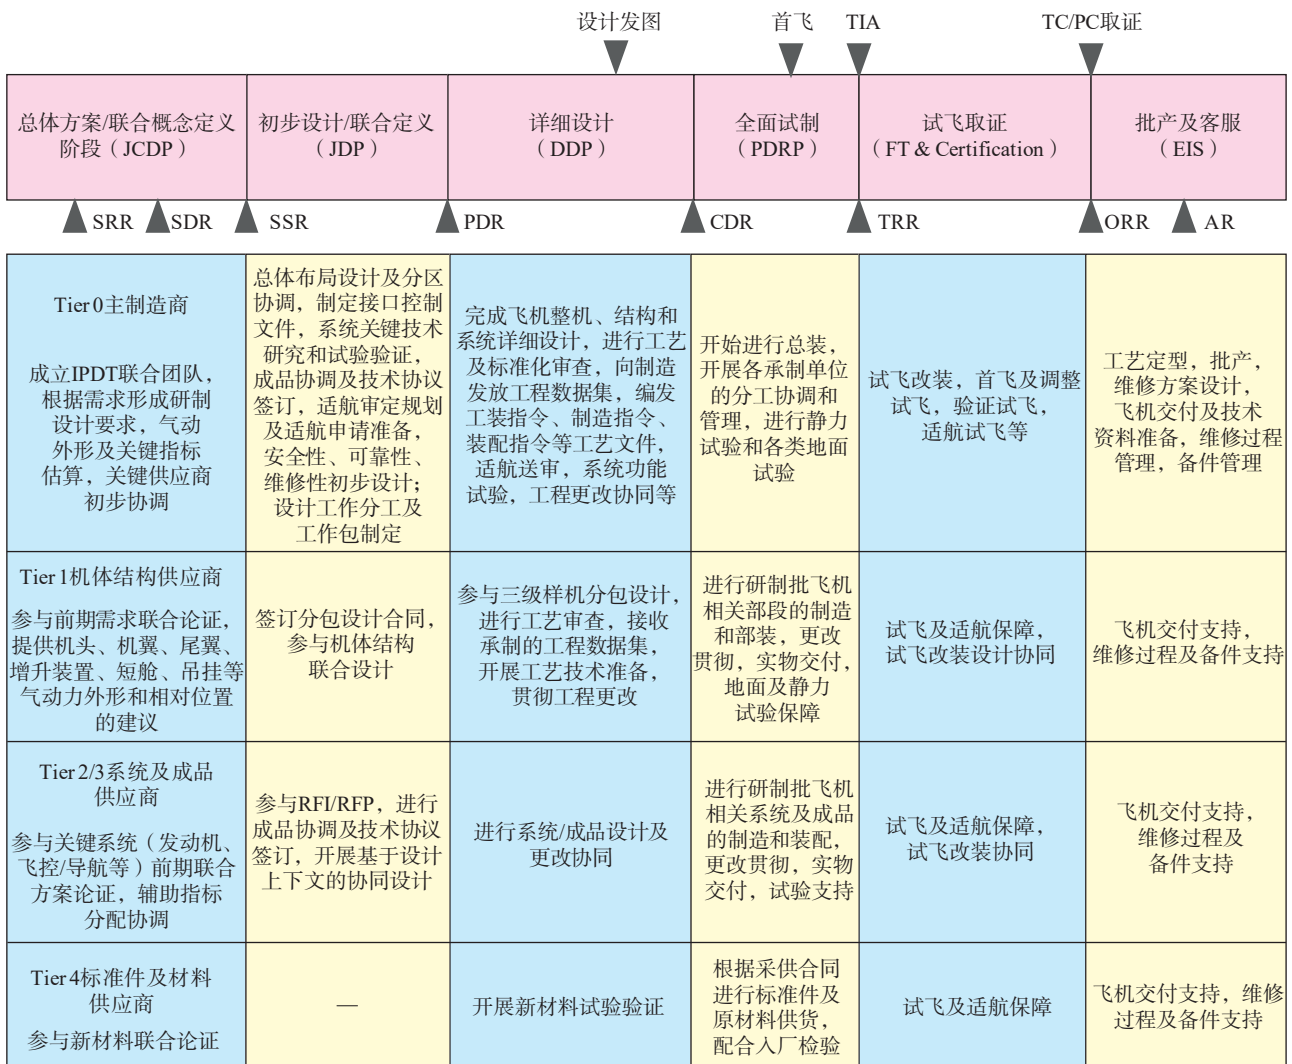 设计发图
首飞
TIA
TC/PC取证
总体方案/联合概念定义
阶段（JCDP）
初步设计/联合定义
（JDP）
详细设计
（DDP）
全面试制
（PDRP）
试飞取证
（FT & Certification）
批产及客服
（EIS）
SRR
SDR
SSR
PDR
CDR
TRR
ORR
AR
Tier 0主制造商
成立IPDT联合团队，
根据需求形成研制
设计要求，气动
外形及关键指标
估算，关键供应商
初步协调
总体布局设计及分区
协调，制定接口控制
文件，系统关键技术
研究和试验验证，
成品协调及技术协议
签订，适航审定规划
及适航申请准备，
安全性、可靠性、
维修性初步设计；
设计工作分工及
工作包制定
完成飞机整机、结构和
系统详细设计，进行工艺
及标准化审查，向制造
发放工程数据集，编发
工装指令、制造指令、
装配指令等工艺文件，
适航送审，系统功能
试验，工程更改协同等
开始进行总装，
开展各承制单位
的分工协调和
管理，进行静力
试验和各类地面
试验
试飞改装，首飞及调整
试飞，验证试飞，
适航试飞等
工艺定型，批产，
维修方案设计，
飞机交付及技术
资料准备，维修过程
管理，备件管理
Tier 1机体结构供应商
参与前期需求联合论证，
提供机头、机翼、尾翼、
增升装置、短舱、吊挂等
气动力外形和相对位置
的建议
签订分包设计合同，
参与机体结构
联合设计
参与三级样机分包设计，
进行工艺审查，接收
承制的工程数据集，
开展工艺技术准备，
贯彻工程更改
进行研制批飞机
相关部段的制造
和部装，更改
贯彻，实物交付，
地面及静力
试验保障
试飞及适航保障，
试飞改装设计协同
飞机交付支持，
维修过程及备件支持
Tier 2/3系统及成品
供应商
参与关键系统（发动机、
飞控/导航等）前期联合
方案论证，辅助指标
分配协调
参与RFI/RFP，进行
成品协调及技术协议
签订，开展基于设计
上下文的协同设计
进行系统/成品设计及
更改协同
进行研制批飞机
相关系统及成品
的制造和装配，
更改贯彻，实物
交付，试验支持
试飞及适航保障，
试飞改装协同
飞机交付支持，
维修过程及
备件支持
Tier 4标准件及材料
供应商
参与新材料联合论证
—
开展新材料试验验证
根据采供合同
进行标准件及
原材料供货，
配合入厂检验
试飞及适航保障
飞机交付支持，维修
过程及备件支持